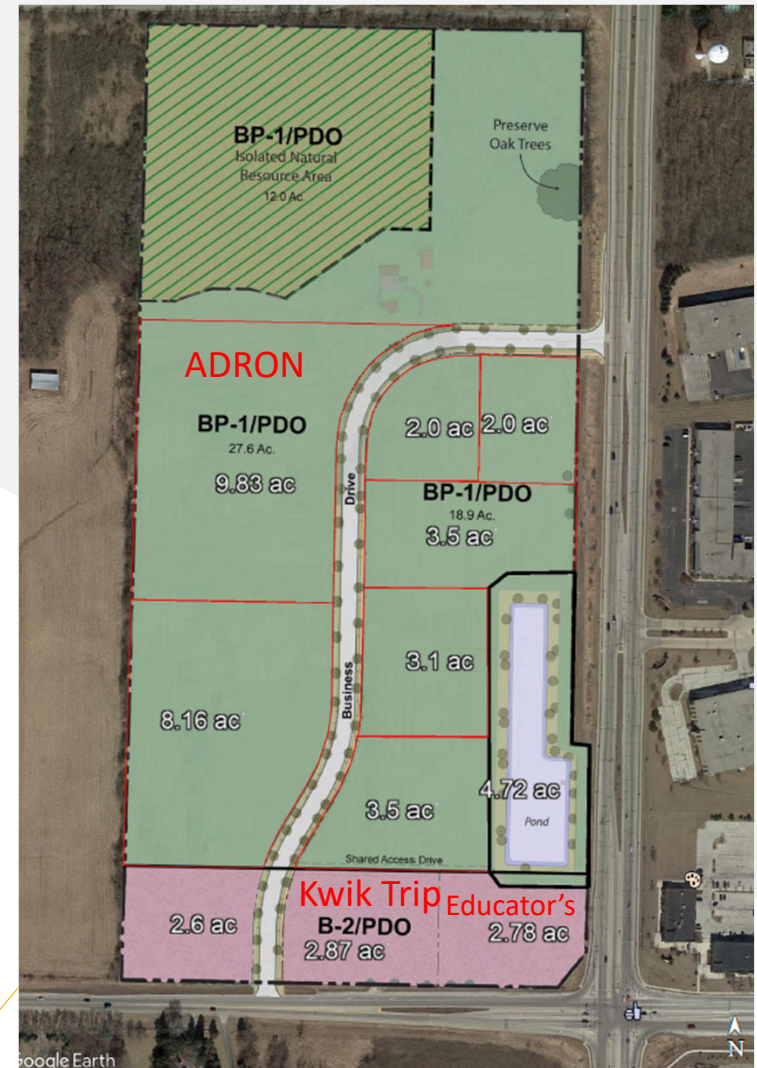 BP-1/PDO
Isolated Natural
Resource Area
12.0 Ac.
Preserve
Oak Trees
ADRON
BP-1/PDO
27.6 Ac.
9.83 ac
2.0 ac
2.0 ac
BP-1/PDO
18.9 Ac.
3.5 ac
Drive
3.1 ac
Business
8.16 ac
3.5 ac
4.72 ac
Pond
Shared Access Drive
Kwik Trip
Educator's
2.6 ac
B-2/PDO
2.87 ac
2.78 ac
N
Google Earth